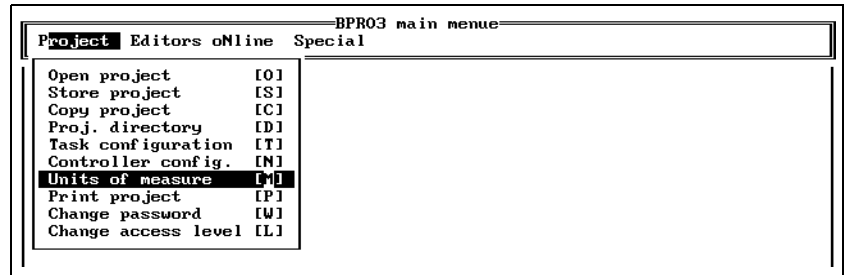 BPRO3 main menue
Project Editors oNline Special
Open project [O]
Store project [S]
Copy project [C]
Proj. directory [D]
Task configuration [T]
Controller config. [N]
Units of measure [M]
Print project [P]
Change password [W]
Change access level [L]